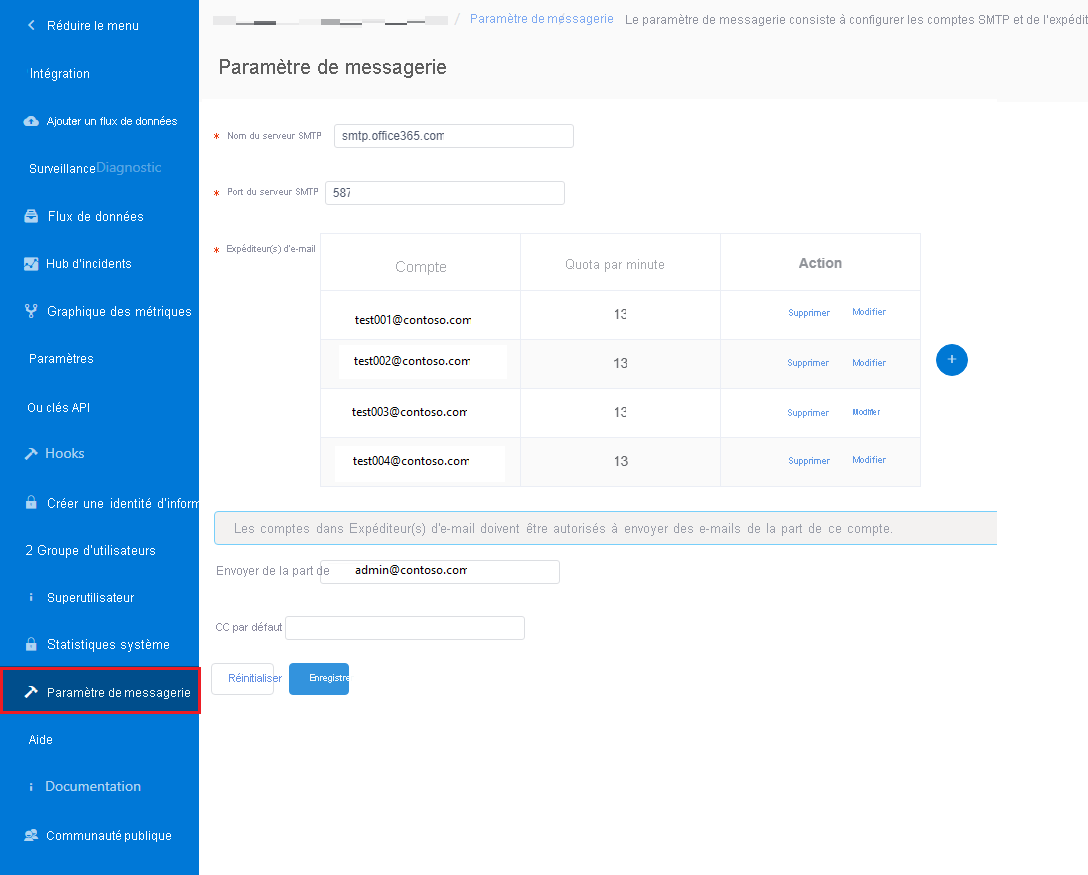 Réduire le menu
Intégration
Ajouter un flux de données
SurveillanceDiagnostic
Flux de données
Hub d'incidents
Graphique des métriques
Paramètres
Ou clés API
Hooks
Créer une identité d'inform
2 Groupe d'utilisateurs
Superutilisateur
Statistiques système
Paramètre de messagerie
Aide
Documentation
Communauté publique
/ Paramètre de messagerie Le paramètre de messagerie consiste à configurer les comptes SMTP et de l'expédit
Paramètre de messagerie
* Nom du serveur SMTP smtp.office365.com
* Port du serveur SMTP 587
* Expéditeur(s) d'e-mail
Compte Quota par minute Action
test001@contoso.com 13 Supprimer Modifier
test002@contoso.com 13 Supprimer Modifier
+
test003@contoso.com 13 Supprimer Modifier
test004@contoso.com 13 Supprimer Modifier
Les comptes dans Expéditeur(s) d'e-mail doivent être autorisés à envoyer des e-mails de la part de ce compte.
Envoyer de la part de admin@contoso.com
CC par défaut
Réinitialiser Enregistre